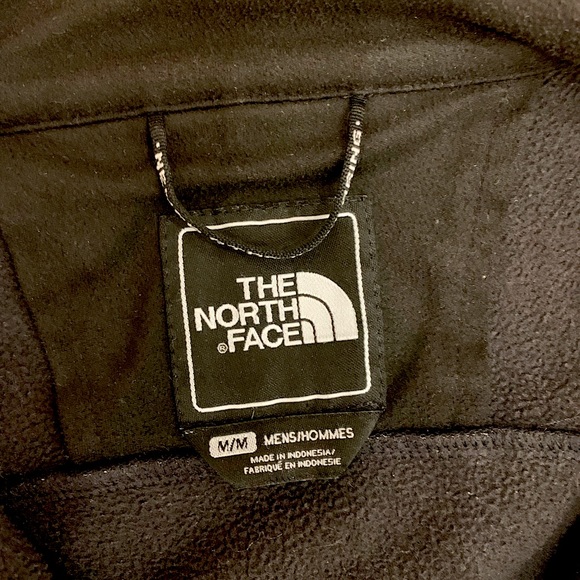 THE
NORTH
®FACE
M/M MENS/HOMMES
MADE IN INDONESIA/
FABRIQUÉ EN INDONESIE